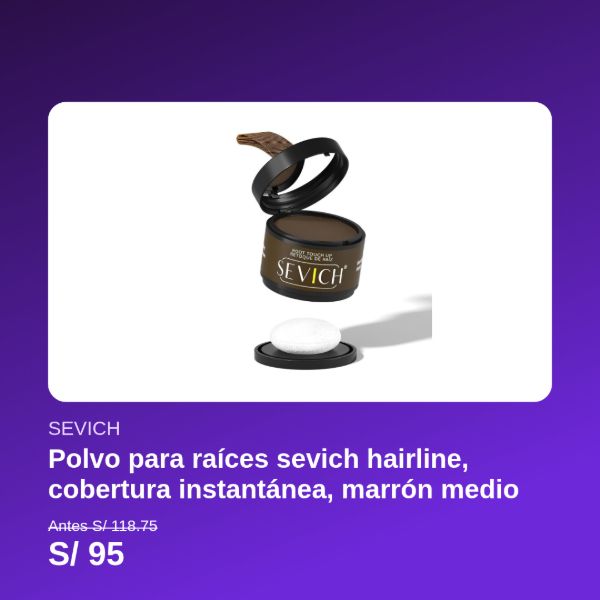 ROOT TOUCH UP
RETOQUE DE RAÍZ
SEVICH®
SEVICH
Polvo para raíces sevich hairline,
cobertura instantánea, marrón medio
Antes S/ 118.75
S/ 95